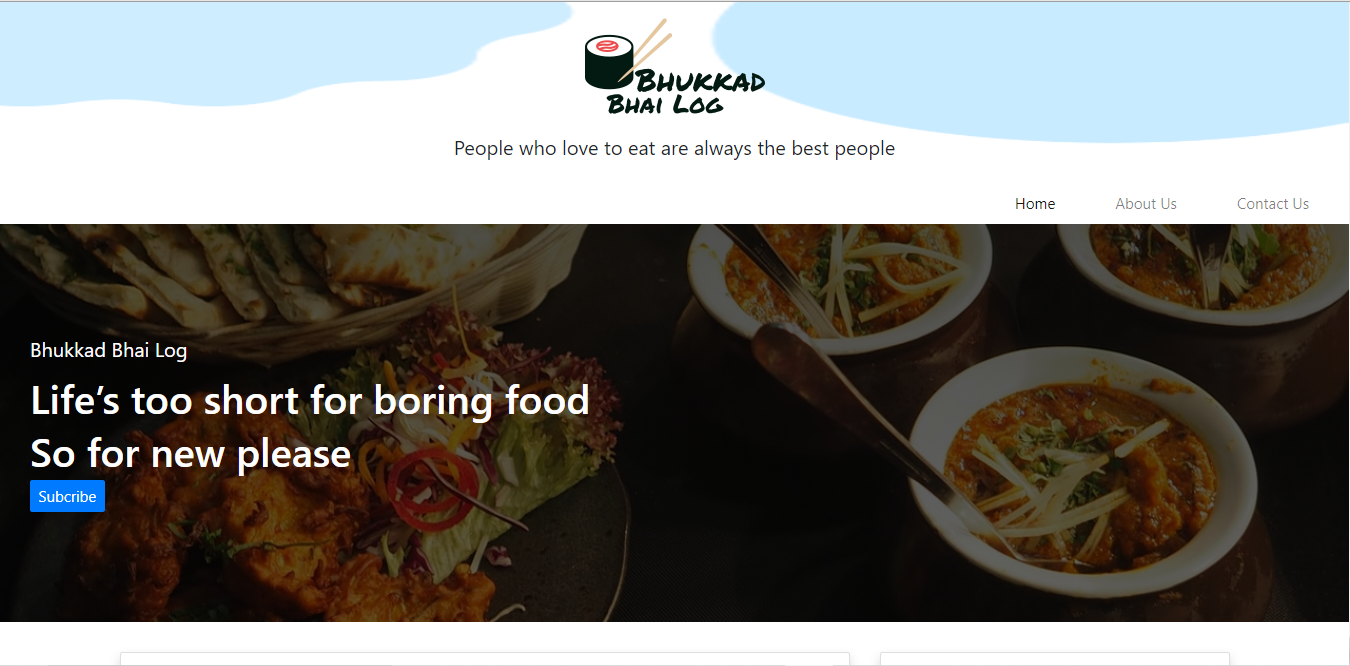 Bhukkad
Bhai Log
People who love to eat are always the best people
Home About Us Contact Us
Bhukkad Bhai Log
Life’s too short for boring food
So for new please
Subcribe